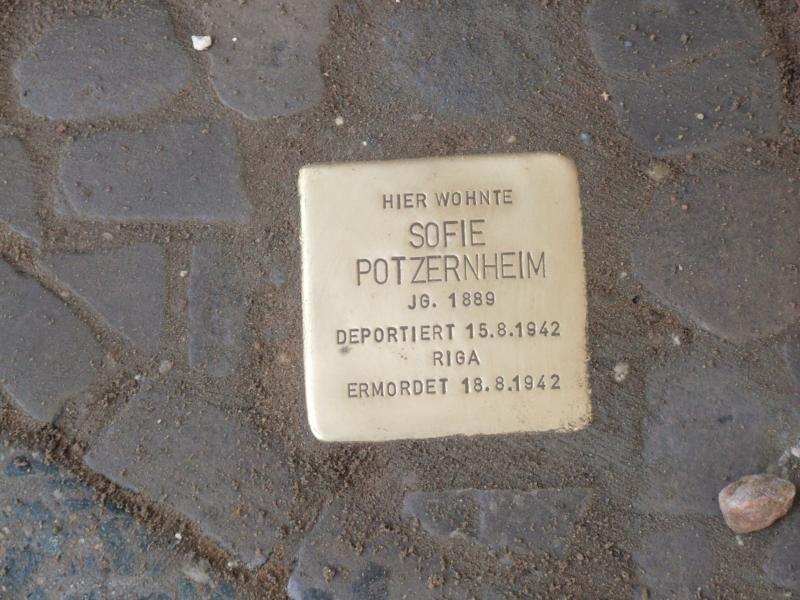 HIER WOHNTE
SOFIE
POTZERNHEIM
JG. 1889
DEPORTIERT 15.8.1942
RIGA
ERMORDET 18.8.1942